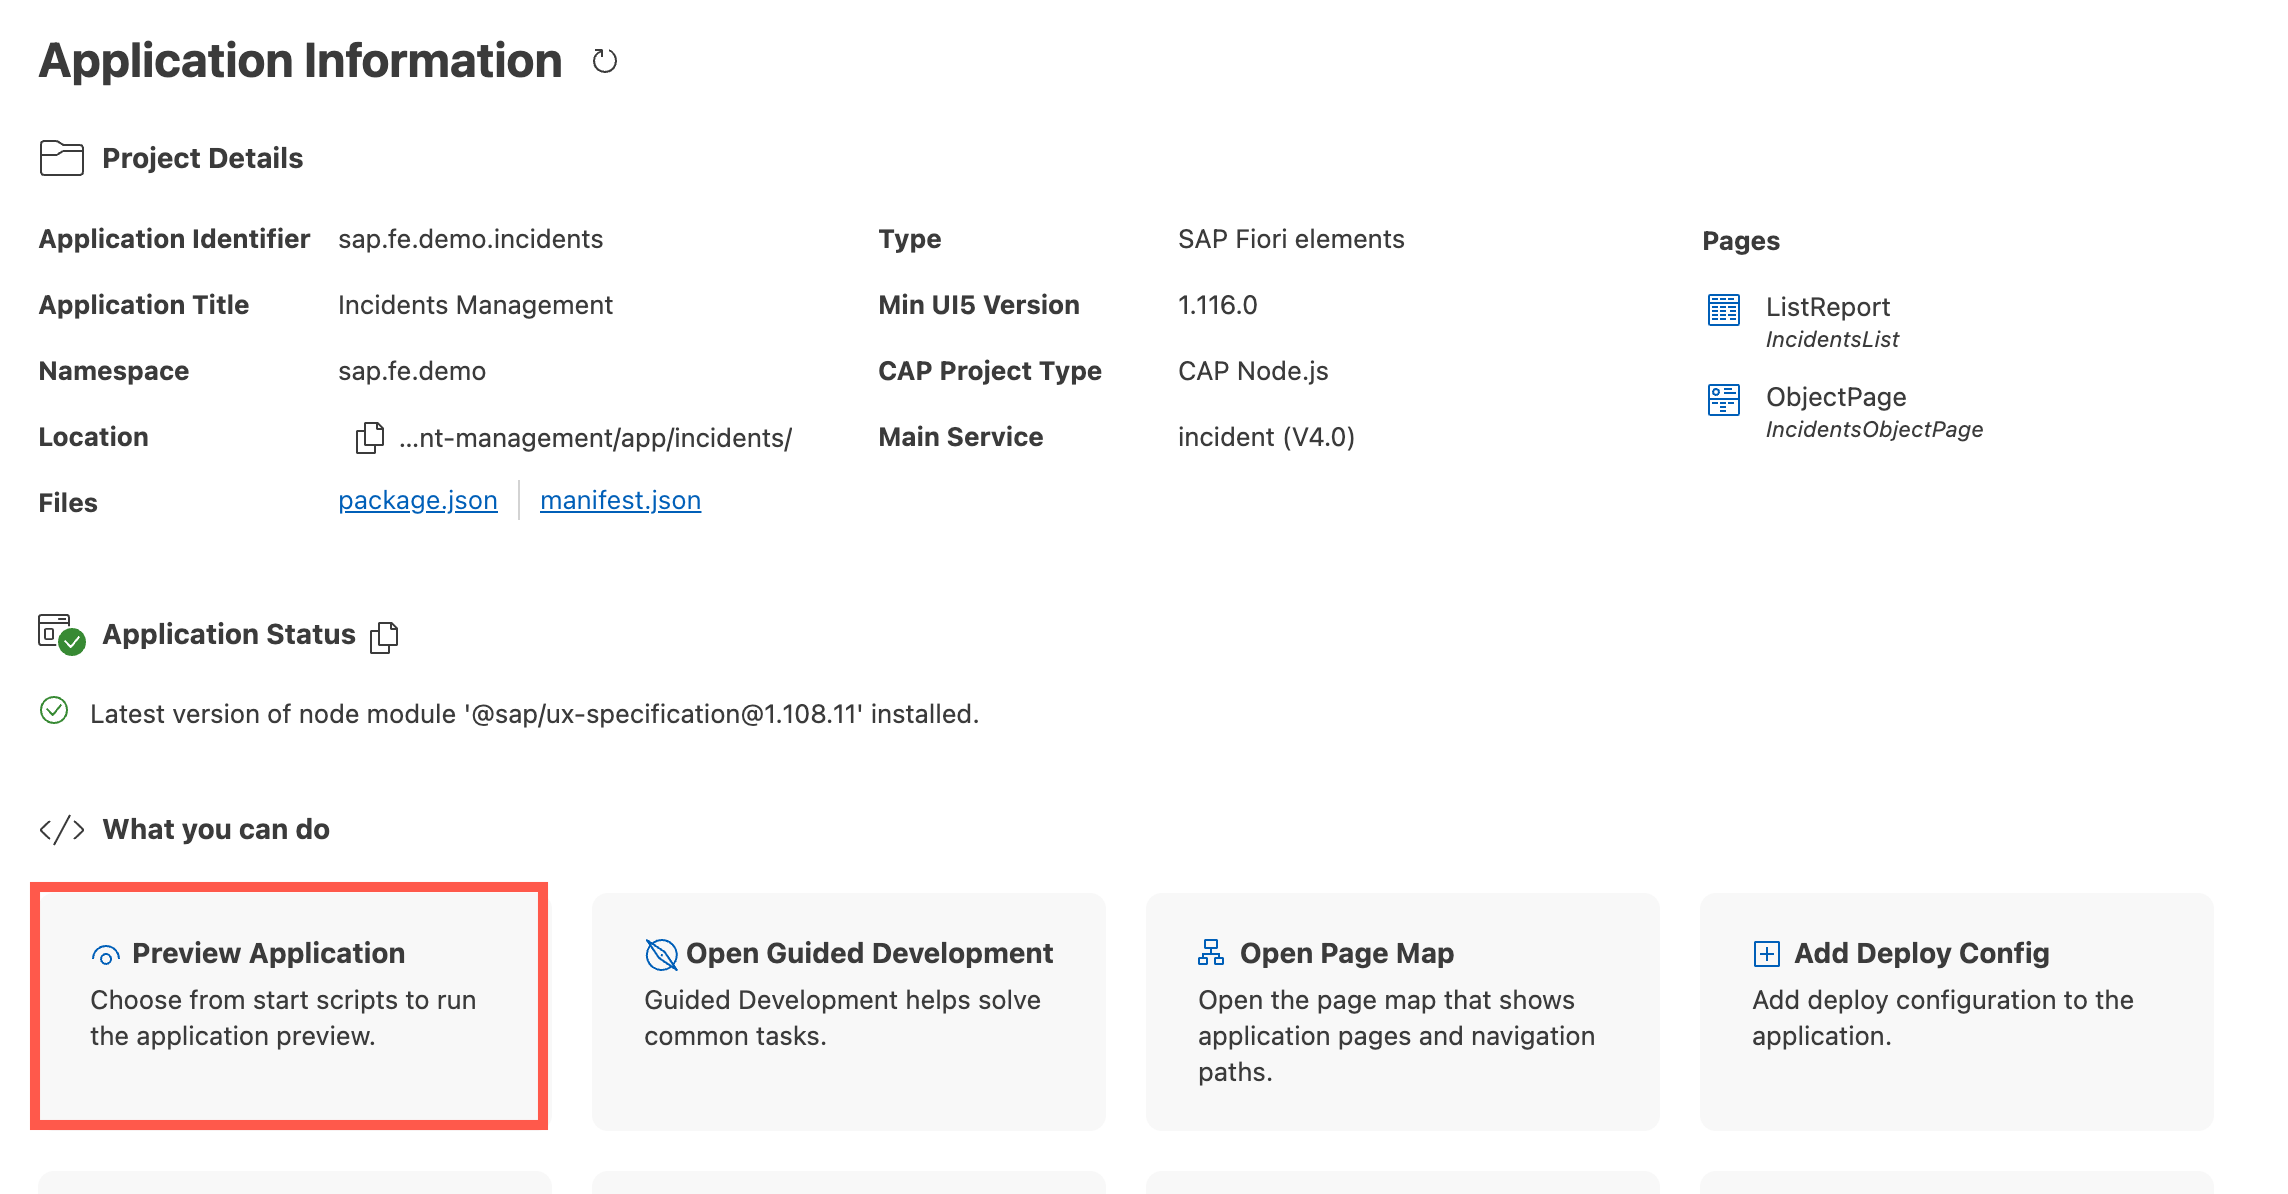 Application Information
Project Details
Application Identifier sap.fe.demo.incidents
Application Title Incidents Management
Namespace sap.fe.demo
Location ...nt-management/app/incidents/
Files package.json manifest.json
Type SAP Fiori elements
Min UI5 Version 1.116.0
CAP Project Type CAP Node.js
Main Service incident (V4.0)
Pages
ListReport
IncidentsList
ObjectPage
IncidentsObjectPage
Application Status
Latest version of node module '@sap/ux-specification@1.108.11' installed.
What you can do
Preview Application
Choose from start scripts to run
the application preview.
Open Guided Development
Guided Development helps solve
common tasks.
Open Page Map
Open the page map that shows
application pages and navigation
paths.
Add Deploy Config
Add deploy configuration to the
application.